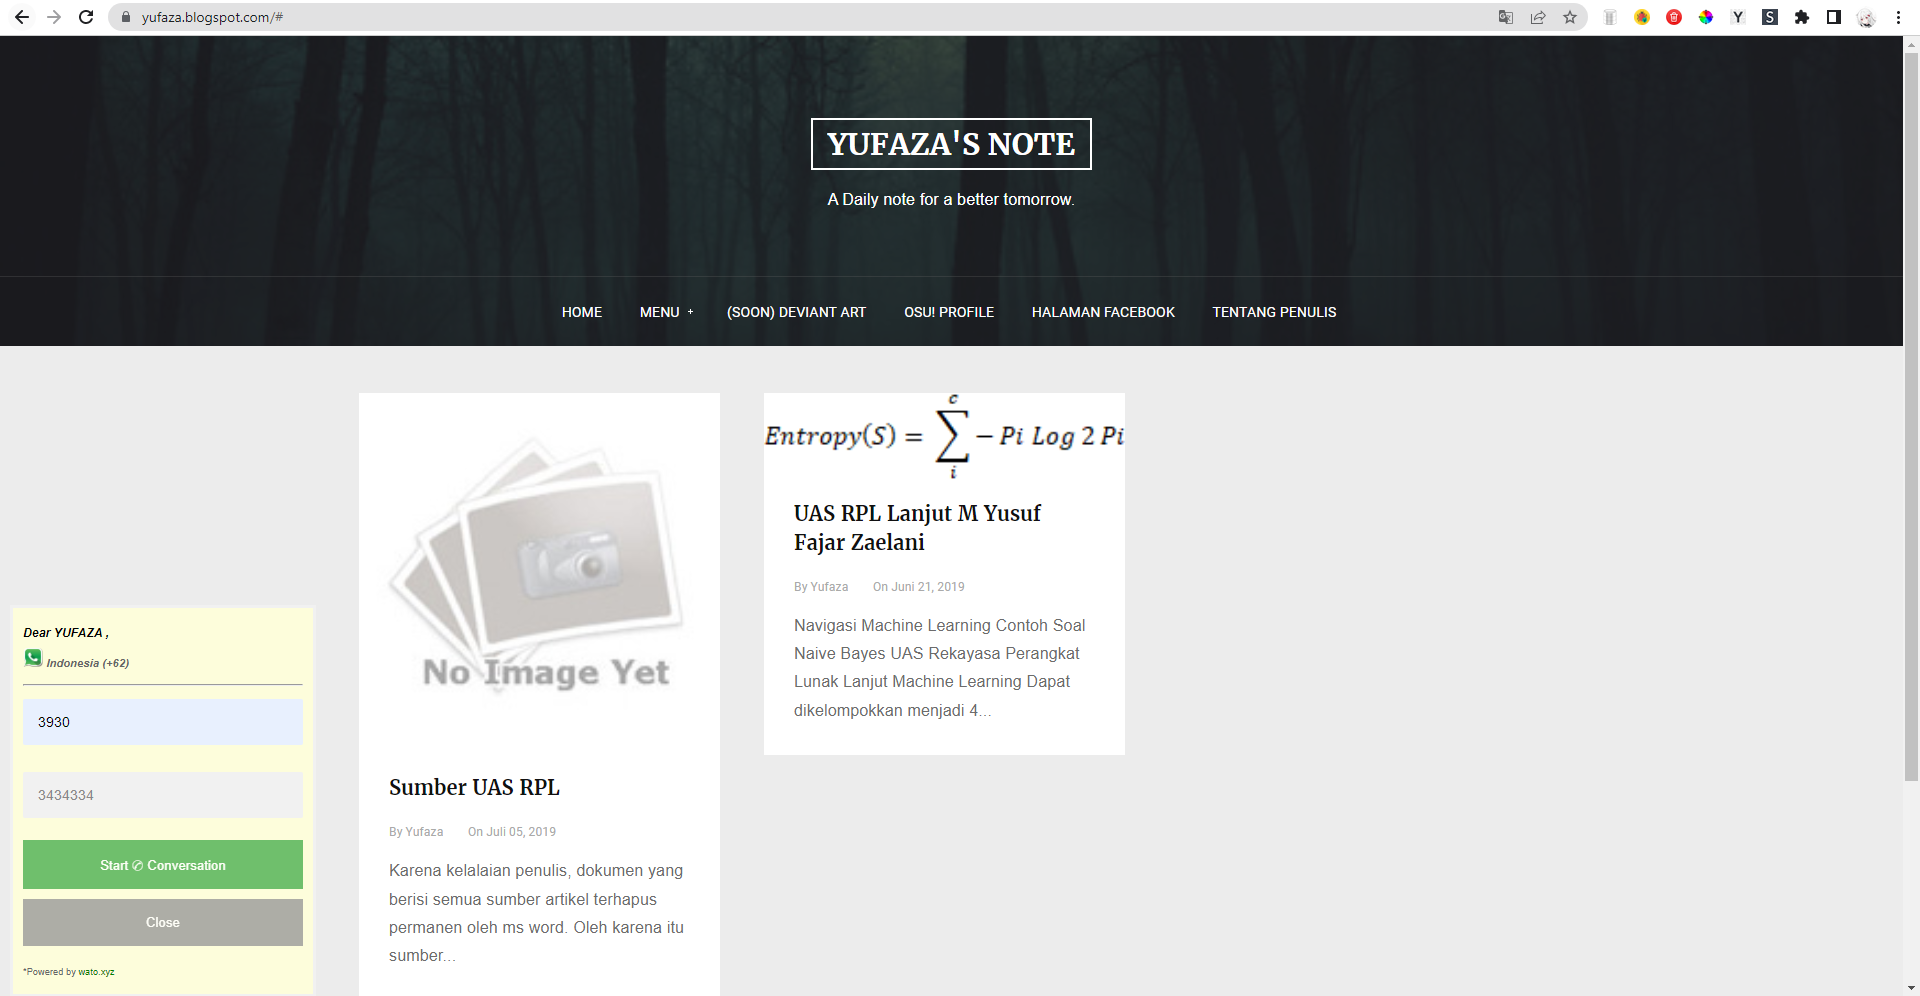 yufaza.blogspot.com/#
YUFAZA'S NOTE
A Daily note for a better tomorrow.
HOME MENU + (SOON) DEVIANT ART OSU! PROFILE HALAMAN FACEBOOK TENTANG PENULIS
No Image Yet
Sumber UAS RPL
By Yufaza On Juli 05, 2019
Karena kelalaian penulis, dokumen yang
berisi semua sumber artikel terhapus
permanen oleh ms word. Oleh karena itu
sumber...
Entropy(S) = c∑i − Pi Log 2 Pi
UAS RPL Lanjut M Yusuf
Fajar Zaelani
By Yufaza On Juni 21, 2019
Navigasi Machine Learning Contoh Soal
Naive Bayes UAS Rekayasa Perangkat
Lunak Lanjut Machine Learning Dapat
dikelompokkan menjadi 4...
Dear YUFAZA ,
Indonesia (+62)
3930
3434334
Start ✆ Conversation
Close
*Powered by wato.xyz